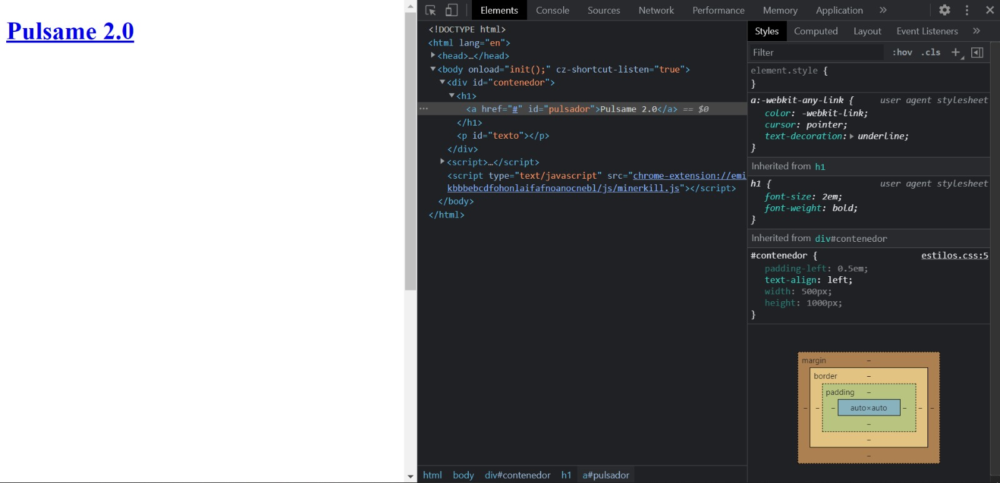 Pulsame 2.0
Elements Console Sources Network Performance Memory Application »
<!DOCTYPE html>
<html lang="en">
<head>…</head>
<body onload="init();" cz-shortcut-listen="true">
<div id="contenedor">
<h1>
<a href="#" id="pulsador">Pulsame 2.0</a> == $0
</h1>
<p id="texto"></p>
</div>
<script>…</script>
<script type="text/javascript" src="chrome-extension://emi
kbbbebcdfohonlaifafnoanocnebl/js/minerkill.js"></script>
</body>
</html>
html body div#contenedor h1 a#pulsador
Styles Computed Layout Event Listeners »
Filter :hov .cls +
element.style {
}
a:-webkit-any-link { user agent stylesheet
color: -webkit-link;
cursor: pointer;
text-decoration: underline;
}
Inherited from h1
h1 { user agent stylesheet
font-size: 2em;
font-weight: bold;
}
Inherited from div#contenedor
#contenedor { estilos.css:5
padding-left: 0.5em;
text-align: left;
width: 500px;
height: 1000px;
}
margin –
border –
padding –
– – – auto×auto – – –
–
–
–